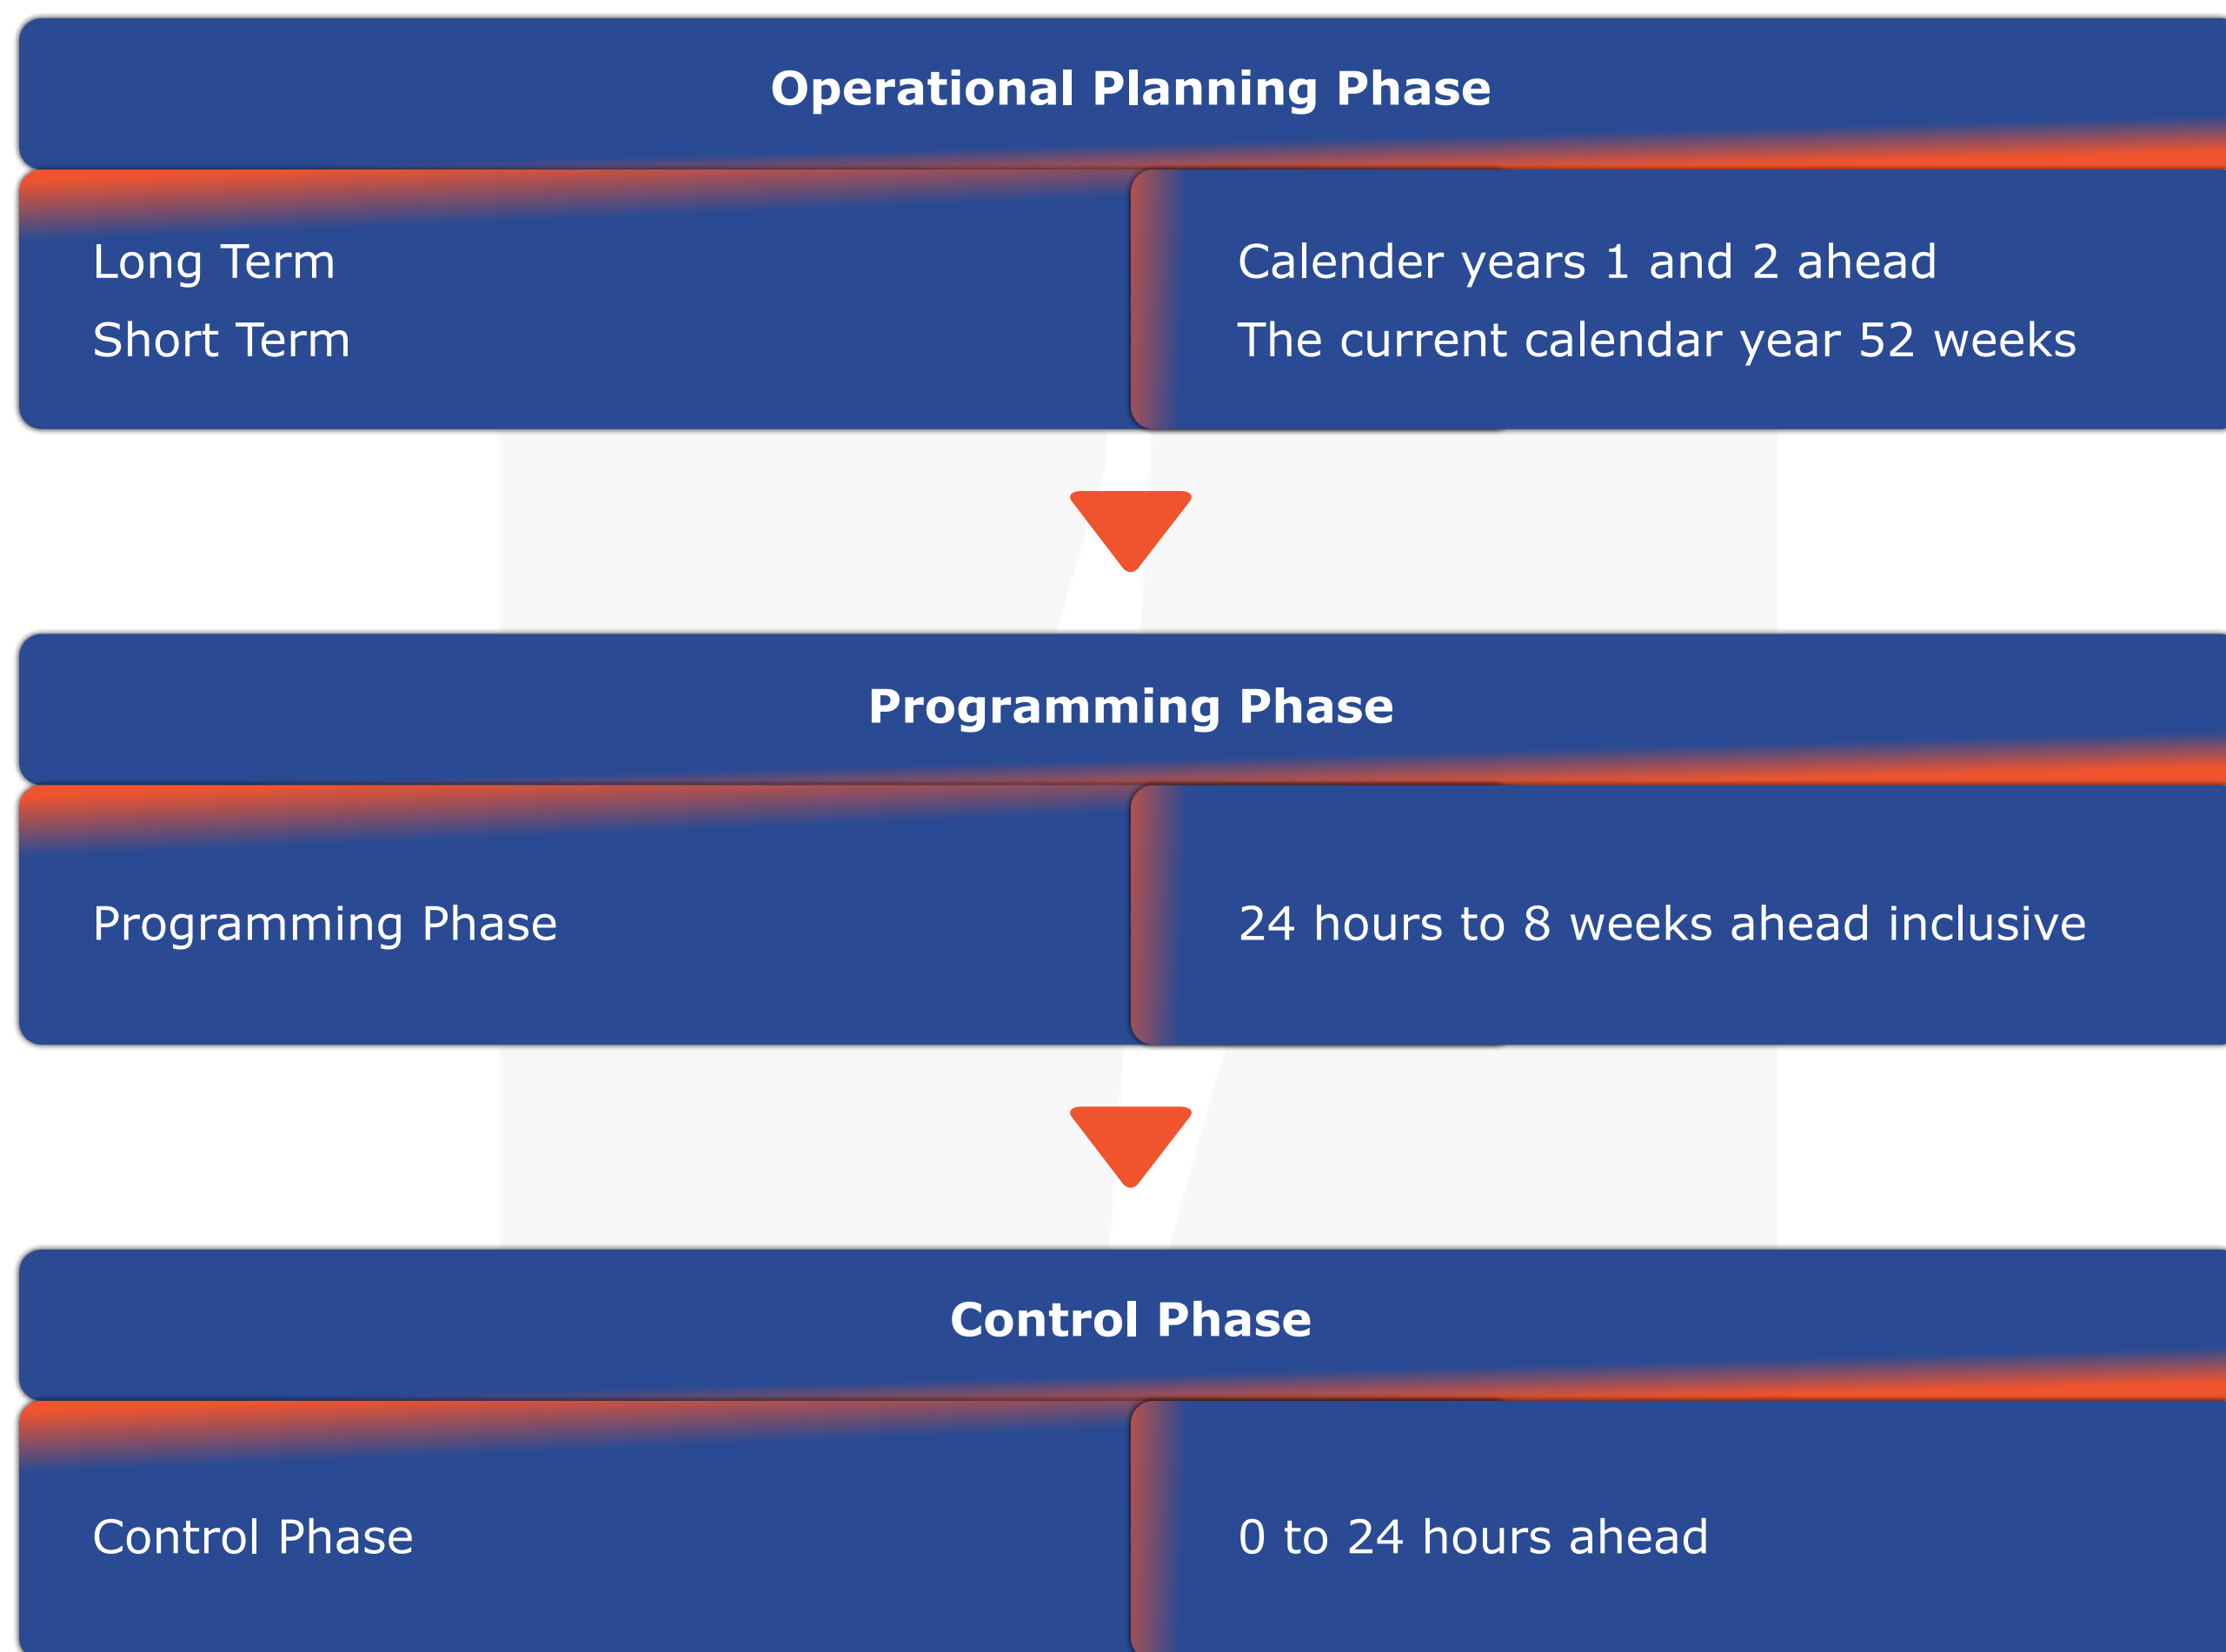 Operational Planning Phase
Long Term
Calender years 1 and 2 ahead
Short Term
The current calendar year 52 weeks
Programming Phase
Programming Phase
24 hours to 8 weeks ahead inclusive
Control Phase
Control Phase
0 to 24 hours ahead